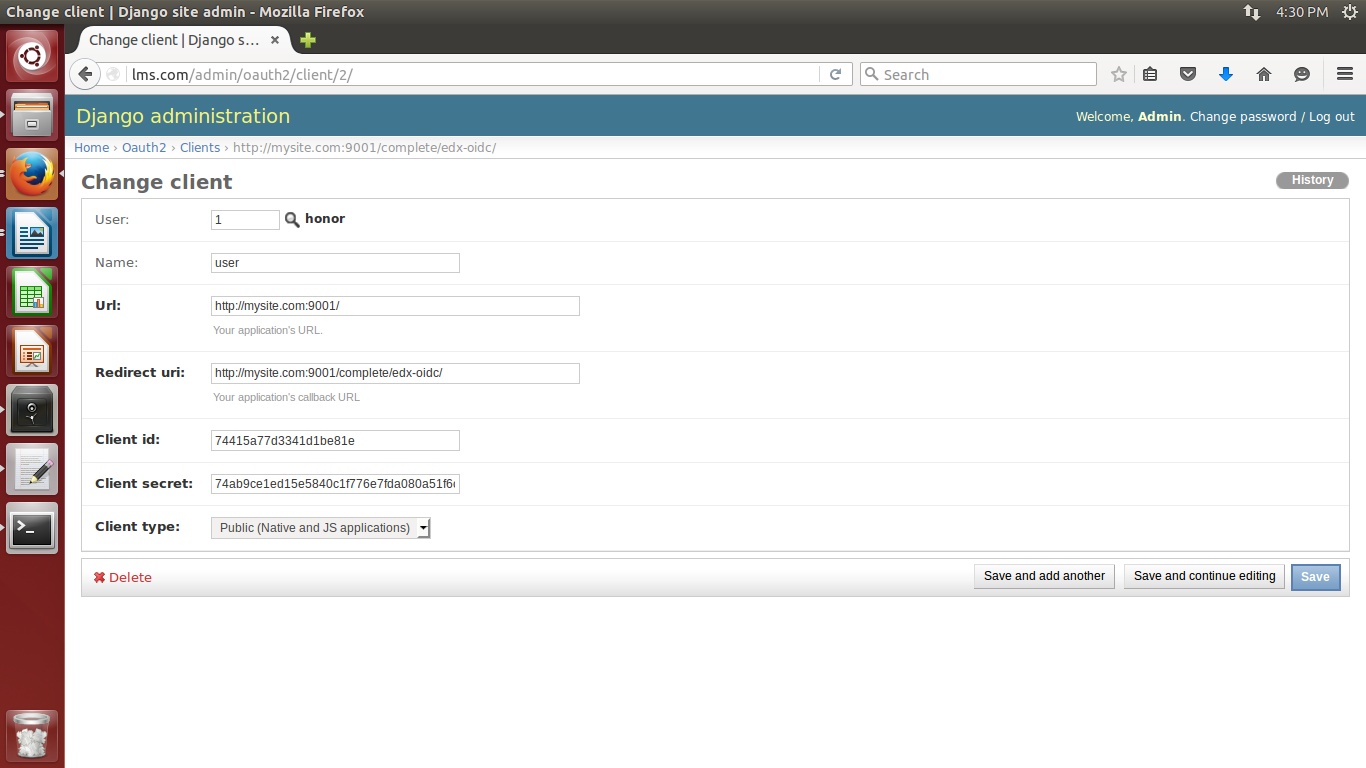 Change client | Django site admin - Mozilla Firefox
4:30 PM
Change client | Django s...
lms.com/admin/oauth2/client/2/
Search
Django administration
Welcome, Admin. Change password / Log out
Home › Oauth2 › Clients › http://mysite.com:9001/complete/edx-oidc/
Change client
History
User: 1 honor
Name: user
Url: http://mysite.com:9001/
Your application's URL.
Redirect uri: http://mysite.com:9001/complete/edx-oidc/
Your application's callback URL
Client id: 74415a77d3341d1be81e
Client secret: 74ab9ce1ed15e5840c1f776e7fda080a51f6
Client type: Public (Native and JS applications)
Delete
Save and add another
Save and continue editing
Save